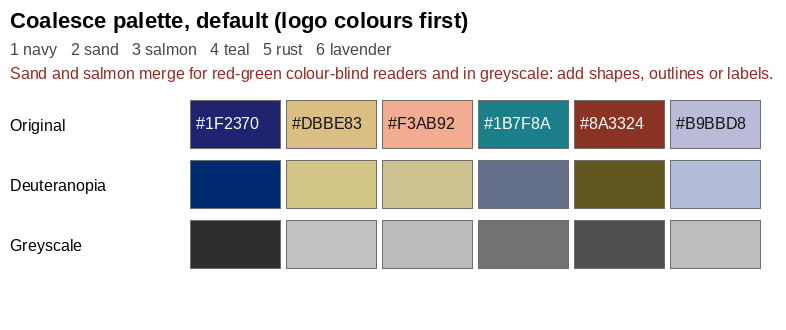 Coalesce palette, default (logo colours first)
1 navy 2 sand 3 salmon 4 teal 5 rust 6 lavender
Sand and salmon merge for red-green colour-blind readers and in greyscale: add shapes, outlines or labels.
Original #1F2370 #DBBE83 #F3AB92 #1B7F8A #8A3324 #B9BBD8
Deuteranopia
Greyscale